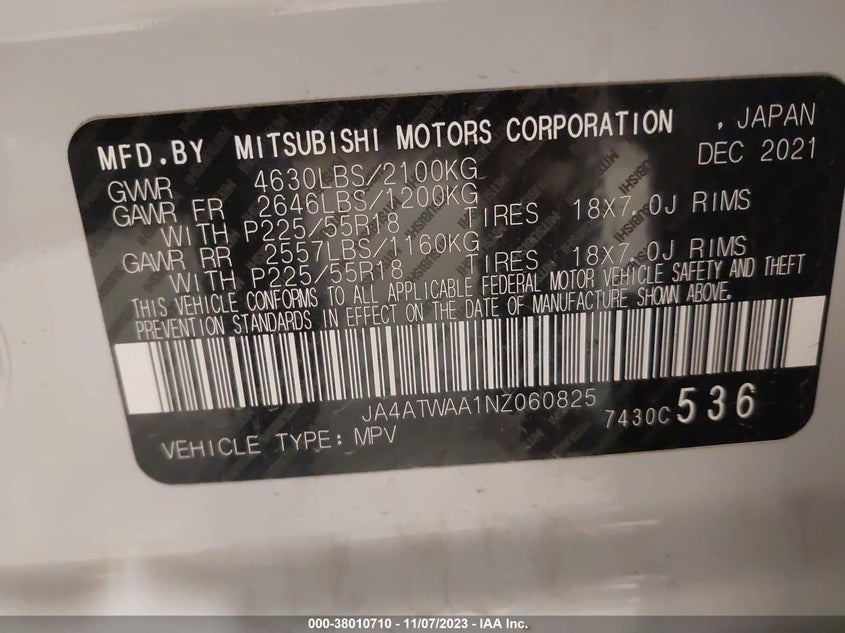 MFD.BY MITSUBISHI MOTORS CORPORATION , JAPAN
DEC 2021
GVWR 4630LBS/2100KG
GAWR FR 2646LBS/1200KG
WITH P225/55R18 TIRES 18X7.0J RIMS
GAWR RR 2557LBS/1160KG
WITH P225/55R18 TIRES 18X7.0J RIMS
THIS VEHICLE CONFORMS TO ALL APPLICABLE FEDERAL MOTOR VEHICLE SAFETY AND THEFT
PREVENTION STANDARDS IN EFFECT ON THE DATE OF MANUFACTURE SHOWN ABOVE.
JA4ATWAA1NZ060825
7430C 536
VEHICLE TYPE: MPV
000-38010710 - 11/07/2023 - IAA Inc.